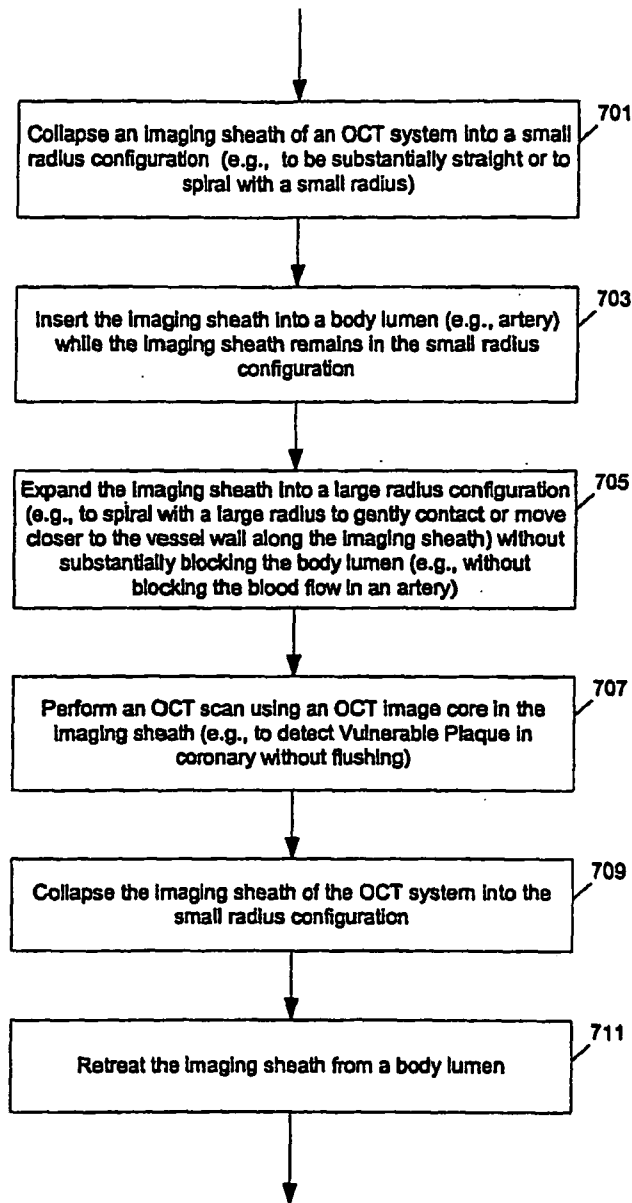 701
Collapse an imaging sheath of an OCT system into a small
radius configuration (e.g., to be substantially straight or to
spiral with a small radius)
703
Insert the imaging sheath into a body lumen (e.g., artery)
while the imaging sheath remains in the small radius
configuration
705
Expand the imaging sheath into a large radius configuration
(e.g., to spiral with a large radius to gently contact or move
closer to the vessel wall along the imaging sheath) without
substantially blocking the body lumen (e.g., without
blocking the blood flow in an artery)
707
Perform an OCT scan using an OCT image core in the
imaging sheath (e.g., to detect Vulnerable Plaque in
coronary without flushing)
709
Collapse the imaging sheath of the OCT system into the
small radius configuration
711
Retreat the imaging sheath from a body lumen